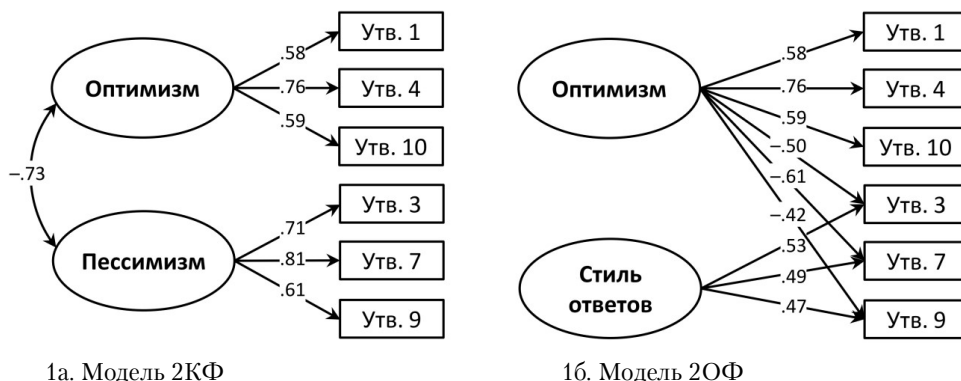 Оптимизм
Пессимизм
–.73
.58
.76
.59
.71
.81
.61
Утв. 1
Утв. 4
Утв. 10
Утв. 3
Утв. 7
Утв. 9
1а. Модель 2КФ
Оптимизм
Стиль
ответов
.58
.76
.59
–.50
–.61
–.42
.53
.49
.47
Утв. 1
Утв. 4
Утв. 10
Утв. 3
Утв. 7
Утв. 9
1б. Модель 2ОФ